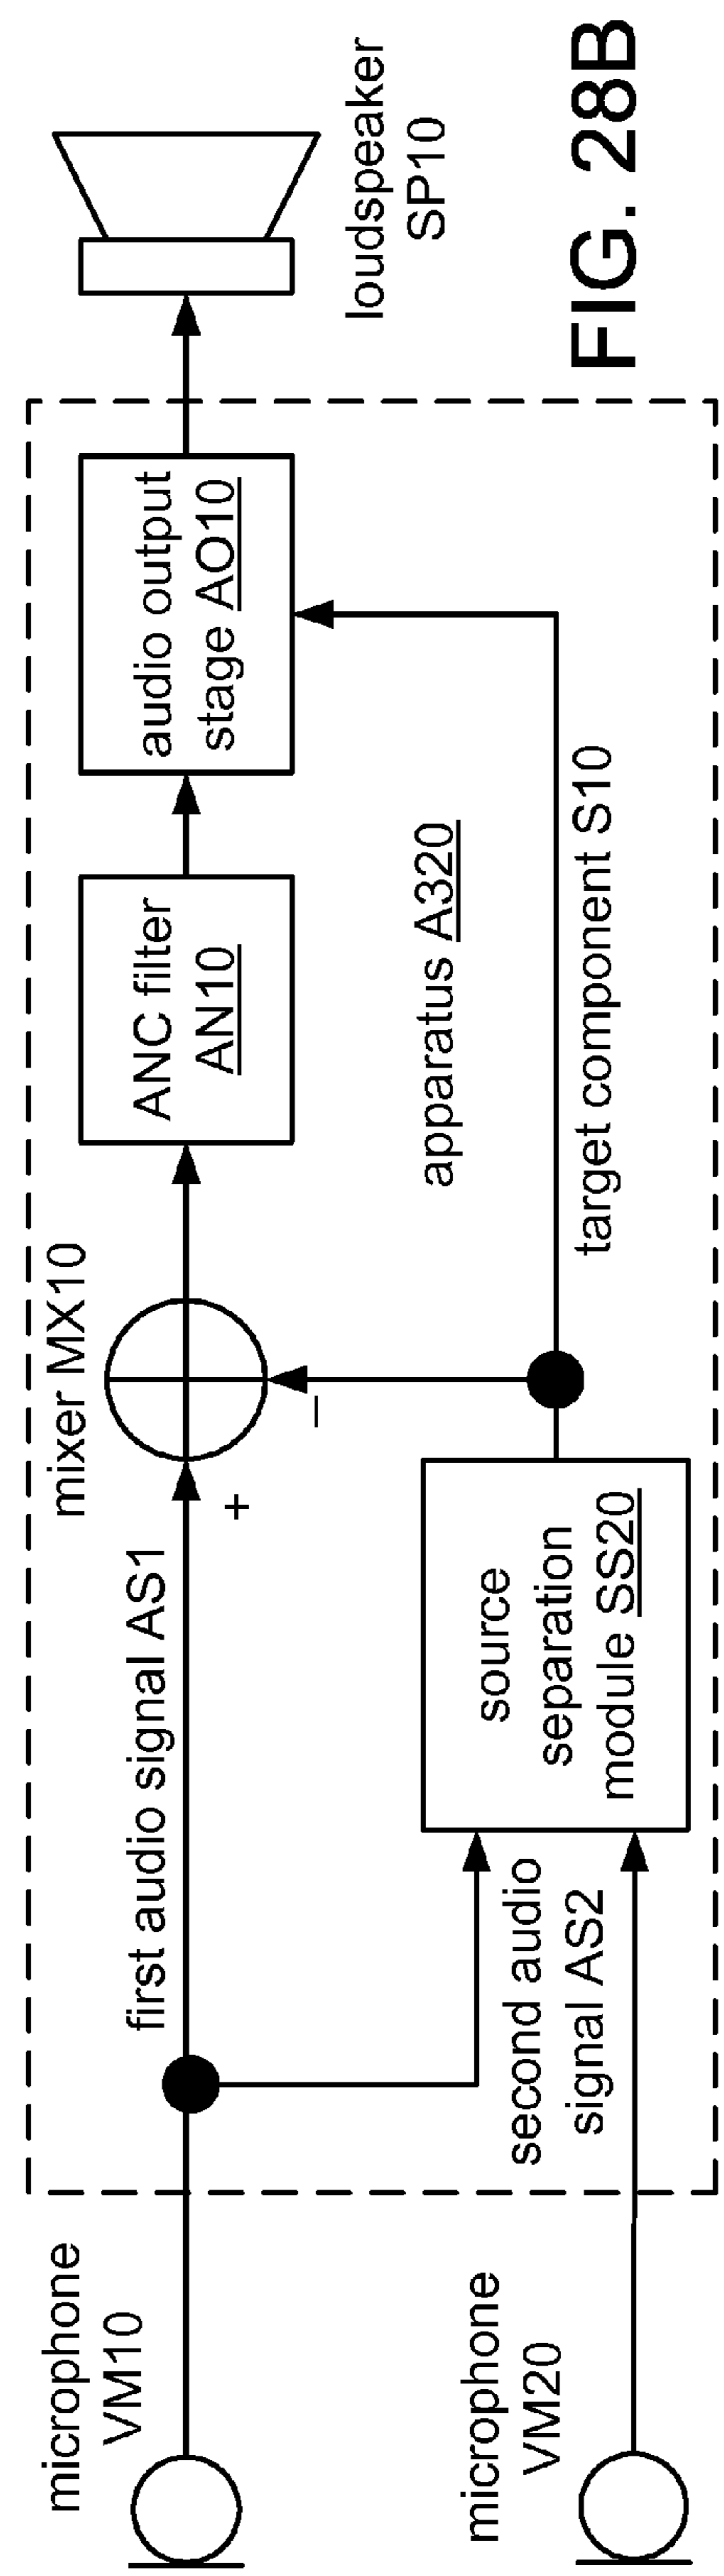 microphone
VM10
first audio signal AS1
mixer MX10
+
–
ANC filter
AN10
audio output
stage AO10
loudspeaker
SP10
apparatus A320
microphone
VM20
second audio
signal AS2
source
separation
module SS20
target component S10
FIG. 28B